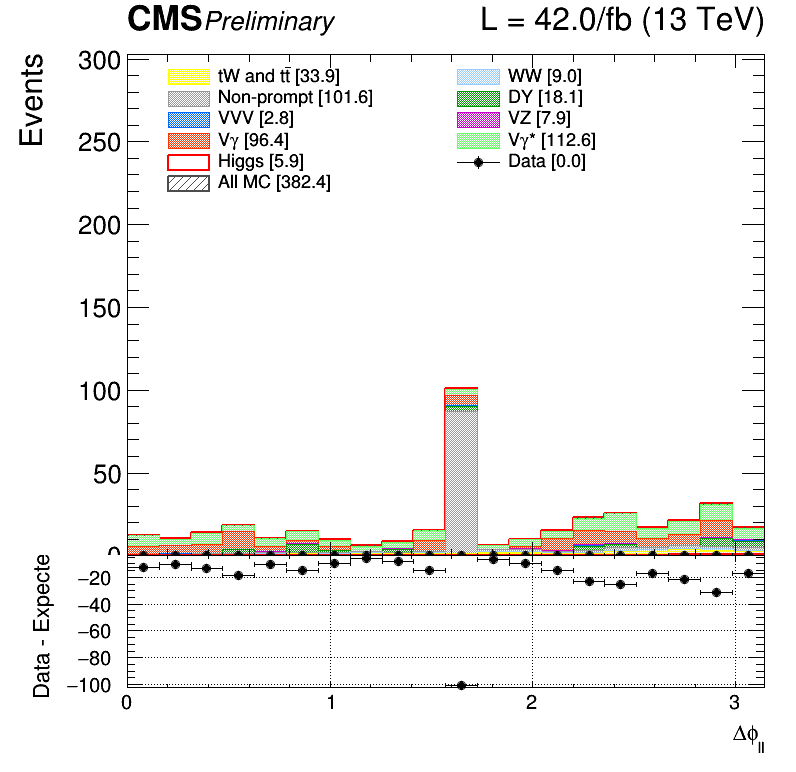 CMS Preliminary L = 42.0/fb (13 TeV)
Events
300
250
200
150
100
50
0
tW and tt̄ [33.9]
Non-prompt [101.6]
VVV [2.8]
Vγ [96.4]
Higgs [5.9]
All MC [382.4]
WW [9.0]
DY [18.1]
VZ [7.9]
Vγ* [112.6]
Data [0.0]
Data - Expecte
−20
−40
−60
−80
−100
0 1 2 3
Δϕll